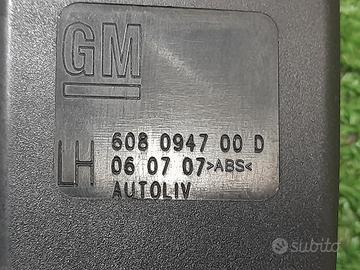 GM
LH
608 0947 00 D
06 07 07 >ABS<
AUTOLIV
subito